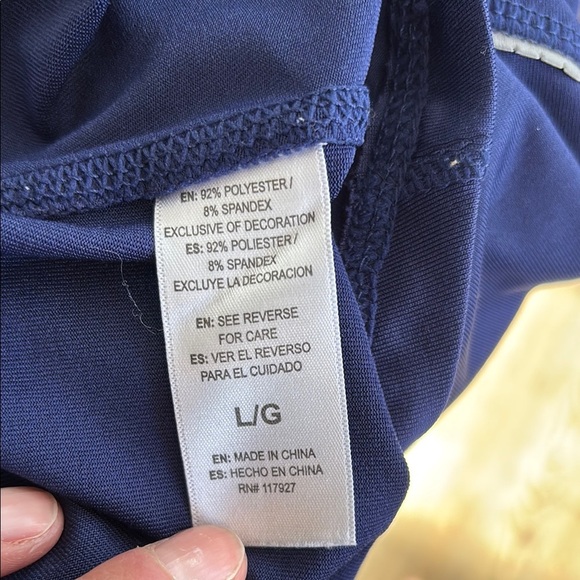 EN: 92% POLYESTER /
8% SPANDEX
EXCLUSIVE OF DECORATION
ES: 92% POLIESTER /
8% SPANDEX
EXCLUYE LA DECORACION
EN: SEE REVERSE
FOR CARE
ES: VER EL REVERSO
PARA EL CUIDADO
L/G
EN: MADE IN CHINA
ES: HECHO EN CHINA
RN# 117927